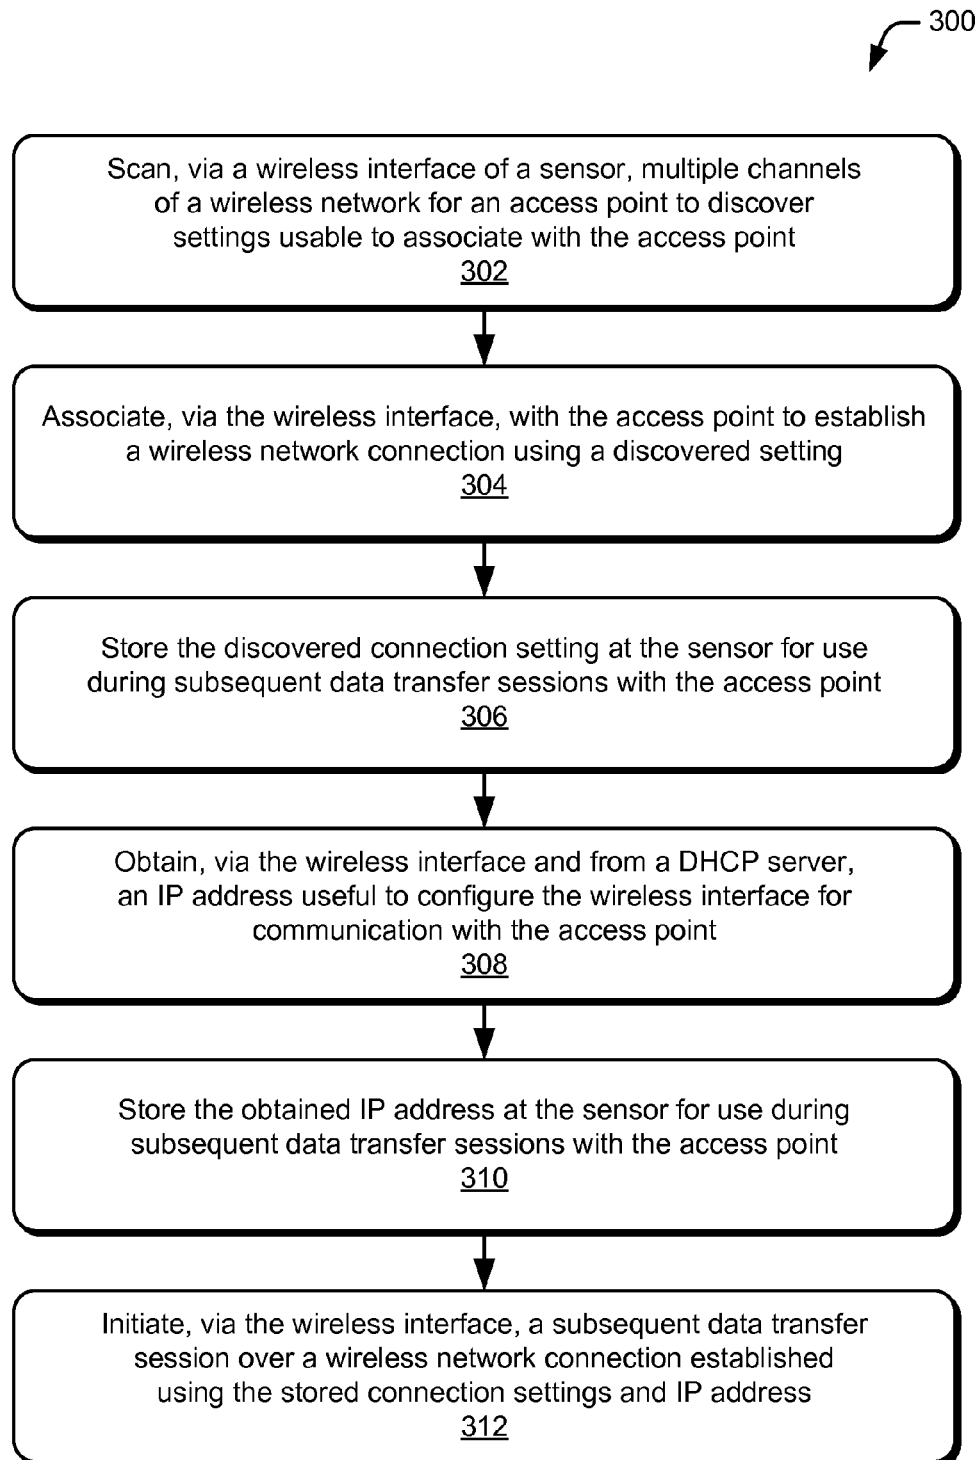 300
Scan, via a wireless interface of a sensor, multiple channels
of a wireless network for an access point to discover
settings usable to associate with the access point
302
Associate, via the wireless interface, with the access point to establish
a wireless network connection using a discovered setting
304
Store the discovered connection setting at the sensor for use
during subsequent data transfer sessions with the access point
306
Obtain, via the wireless interface and from a DHCP server,
an IP address useful to configure the wireless interface for
communication with the access point
308
Store the obtained IP address at the sensor for use during
subsequent data transfer sessions with the access point
310
Initiate, via the wireless interface, a subsequent data transfer
session over a wireless network connection established
using the stored connection settings and IP address
312